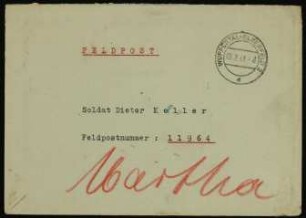 FELDPOST
Soldat Dieter Keller
Feldpostnummer : 11964
Martha